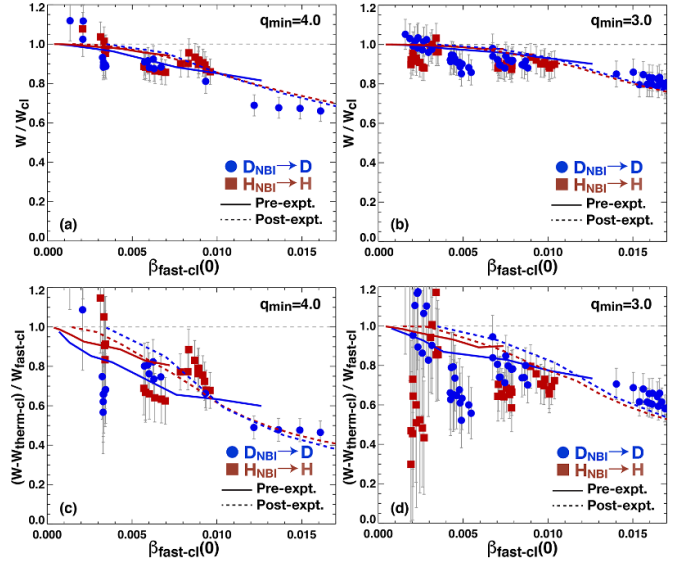 1.2
1.0
0.8
0.6
0.4
0.2
0.0
W / Wcl
qmin=4.0
DNBI→D
HNBI→H
Pre-expt.
Post-expt.
(a)
0.000 0.005 0.010 0.015
βfast-cl(0)
1.2
1.0
0.8
0.6
0.4
0.2
0.0
W / Wcl
qmin=3.0
DNBI→D
HNBI→H
Pre-expt.
Post-expt.
(b)
0.000 0.005 0.010 0.015
βfast-cl(0)
1.2
1.0
0.8
0.6
0.4
0.2
0.0
(W-Wtherm-cl) / Wfast-cl
qmin=4.0
DNBI→D
HNBI→H
Pre-expt.
Post-expt.
(c)
0.000 0.005 0.010 0.015
βfast-cl(0)
1.2
1.0
0.8
0.6
0.4
0.2
0.0
(W-Wtherm-cl) / Wfast-cl
qmin=3.0
DNBI→D
HNBI→H
Pre-expt.
Post-expt.
(d)
0.000 0.005 0.010 0.015
βfast-cl(0)